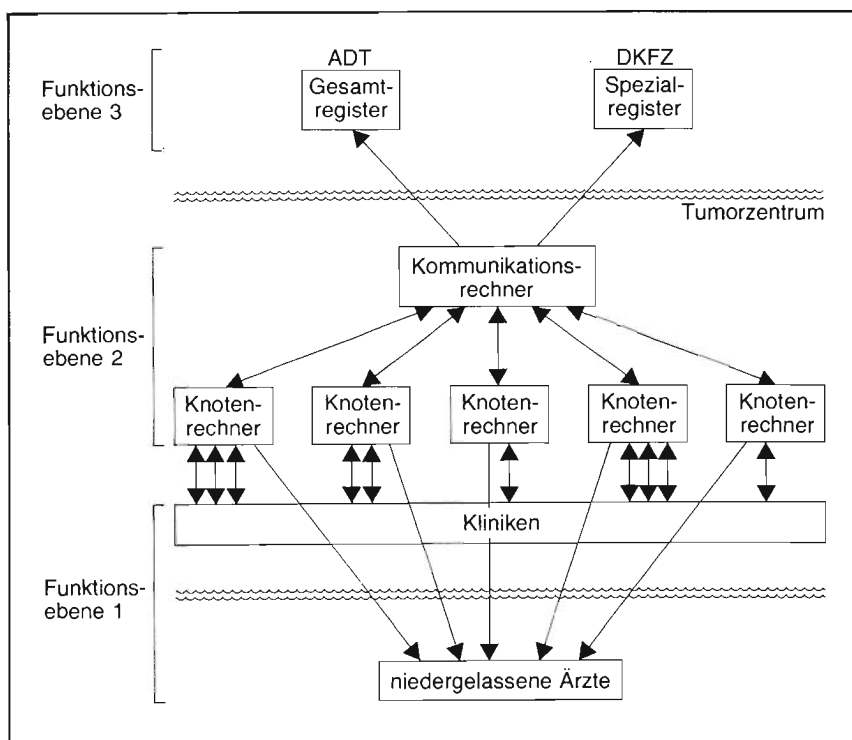 ADT
DKFZ
Funktions-
ebene 3
Gesamt-
register
Spezial-
register
Tumorzentrum
Kommunikations-
rechner
Funktions-
ebene 2
Knoten-
rechner
Knoten-
rechner
Knoten-
rechner
Knoten-
rechner
Knoten-
rechner
Kliniken
Funktions-
ebene 1
niedergelassene Ärzte